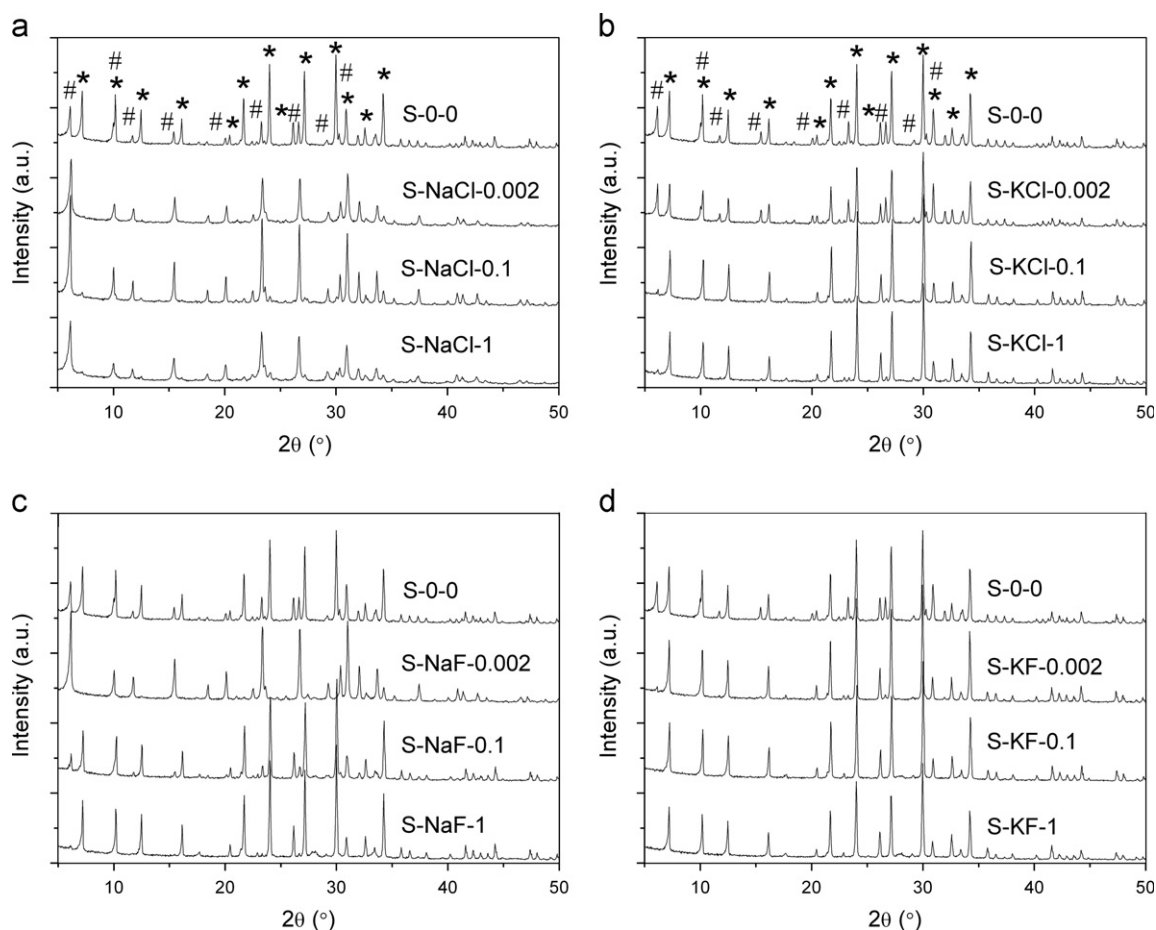 a
# * # * # * # * # * * # * * # * # * # * * *
S-0-0
S-NaCl-0.002
S-NaCl-0.1
S-NaCl-1
Intensity (a.u.)
10 20 30 40 50
2θ (°)
b
# * # * # * # * # * * # * * # * # * # * * *
S-0-0
S-KCl-0.002
S-KCl-0.1
S-KCl-1
Intensity (a.u.)
10 20 30 40 50
2θ (°)
c
S-0-0
S-NaF-0.002
S-NaF-0.1
S-NaF-1
Intensity (a.u.)
10 20 30 40 50
2θ (°)
d
S-0-0
S-KF-0.002
S-KF-0.1
S-KF-1
Intensity (a.u.)
10 20 30 40 50
2θ (°)